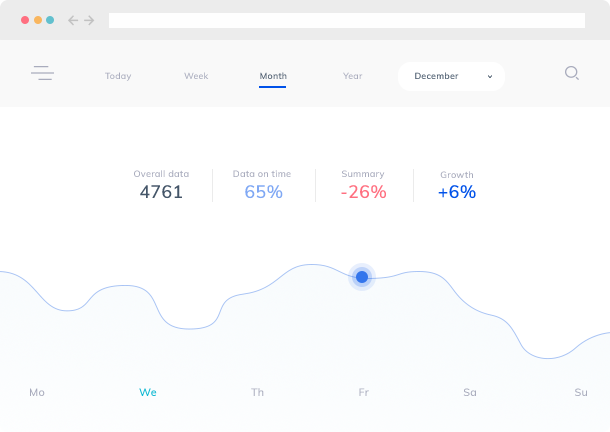 Today Week Month Year December
Overall data Data on time Summary Growth
4761 65% -26% +6%
Mo We Th Fr Sa Su